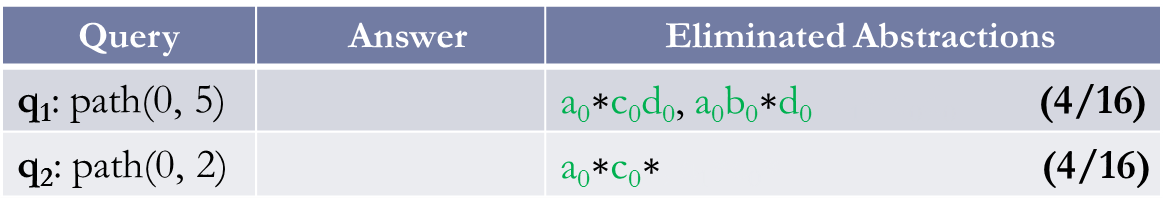 Query Answer Eliminated Abstractions
q₁: path(0, 5) a₀*c₀d₀, a₀b₀*d₀ (4/16)
q₂: path(0, 2) a₀*c₀* (4/16)